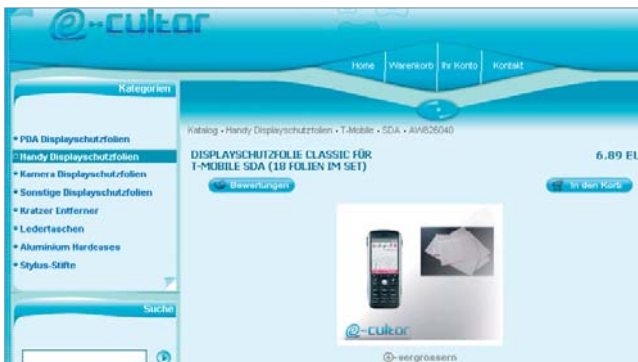 e-cultor
Home Warenkorb Ihr Konto Kontakt
Kategorien
PDA Displayschutzfolien
Handy Displayschutzfolien
Kamera Displayschutzfolien
Sonstige Displayschutzfolien
Kratzer Entferner
Ledertaschen
Aluminium Hardcases
Stylus-Stifte
Suche
Katalog • Handy Displayschutzfolien • T-Mobile • SDA • AW826040
DISPLAYSCHUTZFOLIE CLASSIC FÜR
T-MOBILE SDA (18 FOLIEN IM SET)
6.89 EU
Bewertungen
In den Korb
e-cultor
vergrossern